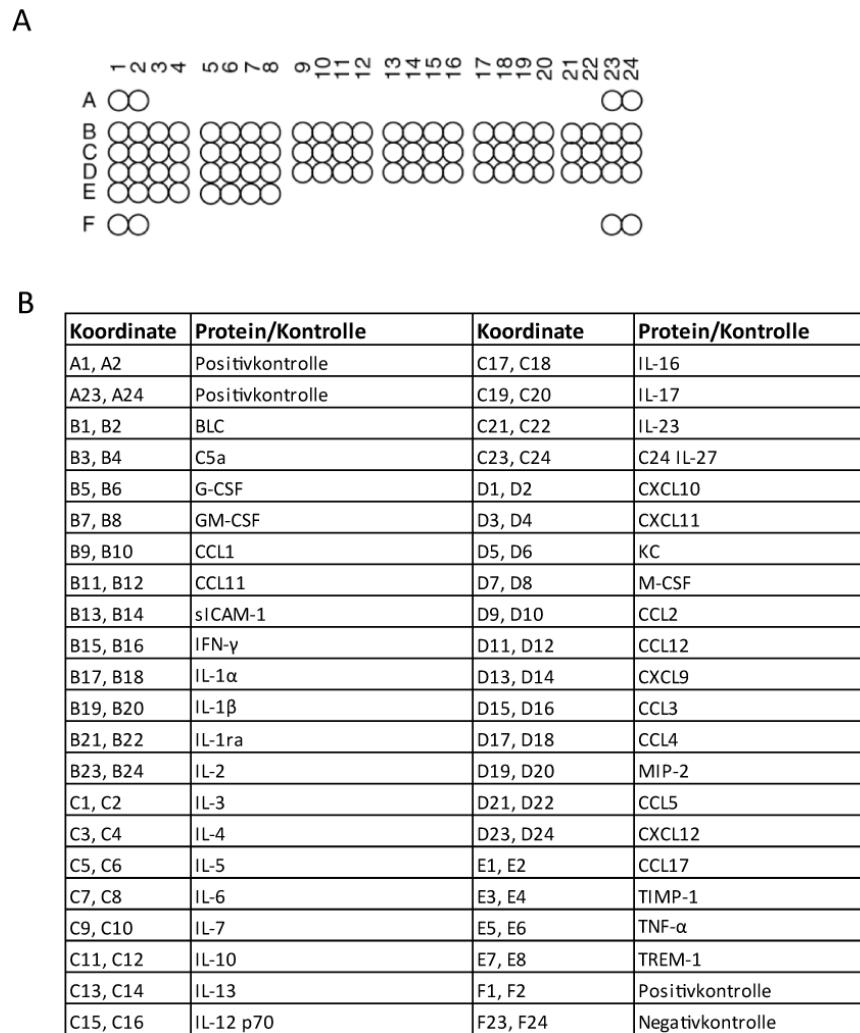 A
1 2 3 4 5 6 7 8 9 10 11 12 13 14 15 16 17 18 19 20 21 22 23 24
A
B
C
D
E
F
B
Koordinate Protein/Kontrolle Koordinate Protein/Kontrolle
A1, A2 Positivkontrolle C17, C18 IL-16
A23, A24 Positivkontrolle C19, C20 IL-17
B1, B2 BLC C21, C22 IL-23
B3, B4 C5a C23, C24 C24 IL-27
B5, B6 G-CSF D1, D2 CXCL10
B7, B8 GM-CSF D3, D4 CXCL11
B9, B10 CCL1 D5, D6 KC
B11, B12 CCL11 D7, D8 M-CSF
B13, B14 sICAM-1 D9, D10 CCL2
B15, B16 IFN-γ D11, D12 CCL12
B17, B18 IL-1α D13, D14 CXCL9
B19, B20 IL-1β D15, D16 CCL3
B21, B22 IL-1ra D17, D18 CCL4
B23, B24 IL-2 D19, D20 MIP-2
C1, C2 IL-3 D21, D22 CCL5
C3, C4 IL-4 D23, D24 CXCL12
C5, C6 IL-5 E1, E2 CCL17
C7, C8 IL-6 E3, E4 TIMP-1
C9, C10 IL-7 E5, E6 TNF-α
C11, C12 IL-10 E7, E8 TREM-1
C13, C14 IL-13 F1, F2 Positivkontrolle
C15, C16 IL-12 p70 F23, F24 Negativkontrolle